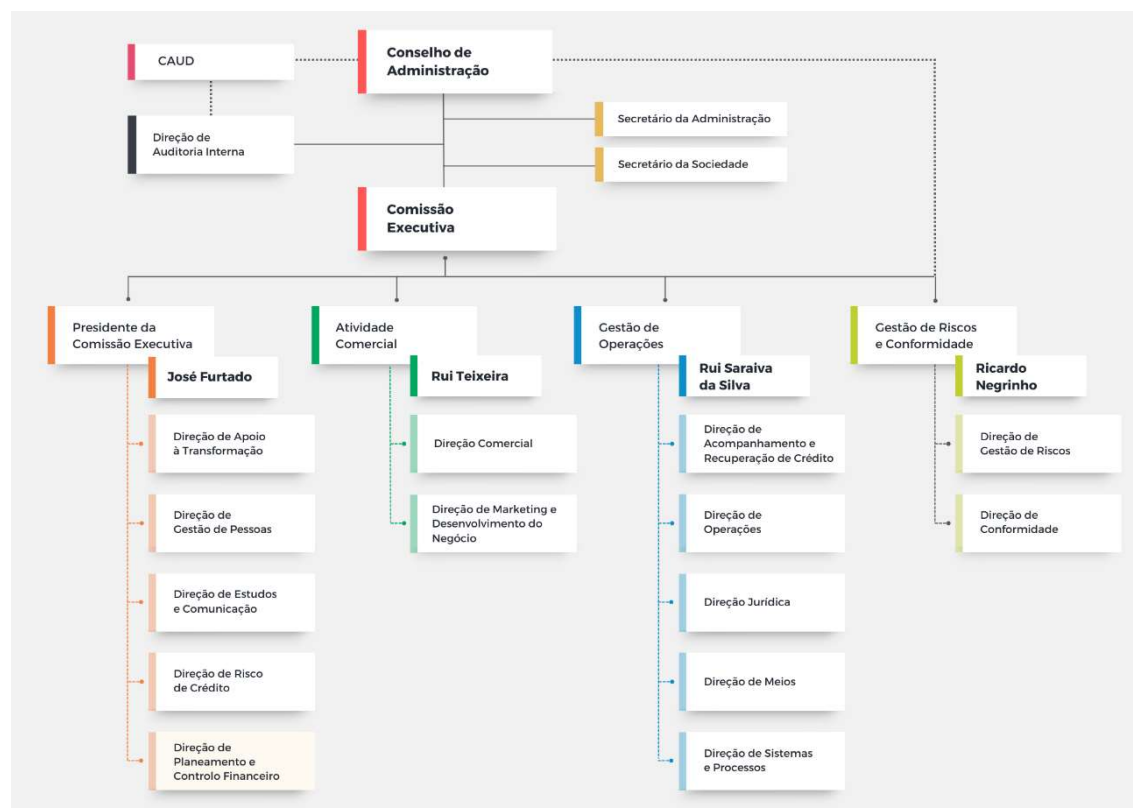 CAUD
Conselho de
Administração
Direção de
Auditoria Interna
Secretário da Administração
Secretário da Sociedade
Comissão
Executiva
Presidente da
Comissão Executiva
José Furtado
Direção de Apoio
à Transformação
Direção de
Gestão de Pessoas
Direção de Estudos
e Comunicação
Direção de Risco
de Crédito
Direção de
Planeamento e
Controlo Financeiro
Atividade
Comercial
Rui Teixeira
Direção Comercial
Direção de Marketing e
Desenvolvimento do
Negócio
Gestão de
Operações
Rui Saraiva
da Silva
Direção de
Acompanhamento e
Recuperação de Crédito
Direção de
Operações
Direção Jurídica
Direção de Meios
Direção de Sistemas
e Processos
Gestão de Riscos
e Conformidade
Ricardo
Negrinho
Direção de
Gestão de Riscos
Direção de
Conformidade